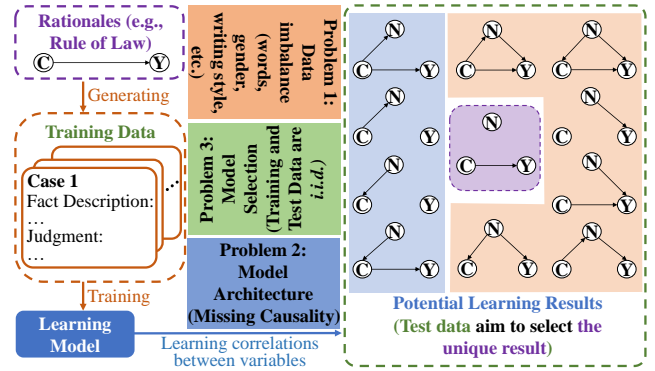 Rationales (e.g.,
Rule of Law)
C
Y
Generating
Training Data
Case 1
Fact Description:
...
Judgment:
...
...
Training
Learning
Model
Problem 1:
Data
imbalance
(words,
gender,
writing style,
etc.)
Problem 3:
Model
Selection
(Training and
Test Data are
i.i.d.)
Problem 2:
Model
Architecture
(Missing Causality)
Learning correlations
between variables
N
C
Y
N
C
Y
N
C
Y
N
C
Y
N
C
Y
N
C
Y
N
C
Y
N
C
Y
N
C
Y
N
C
Y
N
C
Y
Potential Learning Results
(Test data aim to select the
unique result)